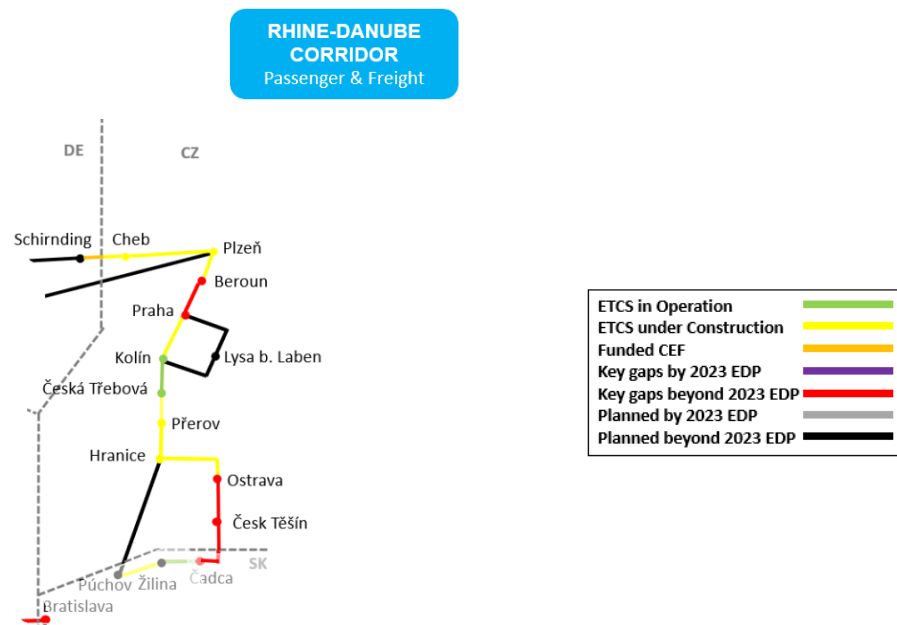 RHINE-DANUBE
CORRIDOR
Passenger & Freight
DE
CZ
Schirnding
Cheb
Plzeň
Beroun
Praha
Kolín
Lysa b. Laben
Česká Třebová
Přerov
Hranice
Ostrava
Česk Těšín
SK
Púchov
Žilina
Čadca
Bratislava
ETCS in Operation
ETCS under Construction
Funded CEF
Key gaps by 2023 EDP
Key gaps beyond 2023 EDP
Planned by 2023 EDP
Planned beyond 2023 EDP